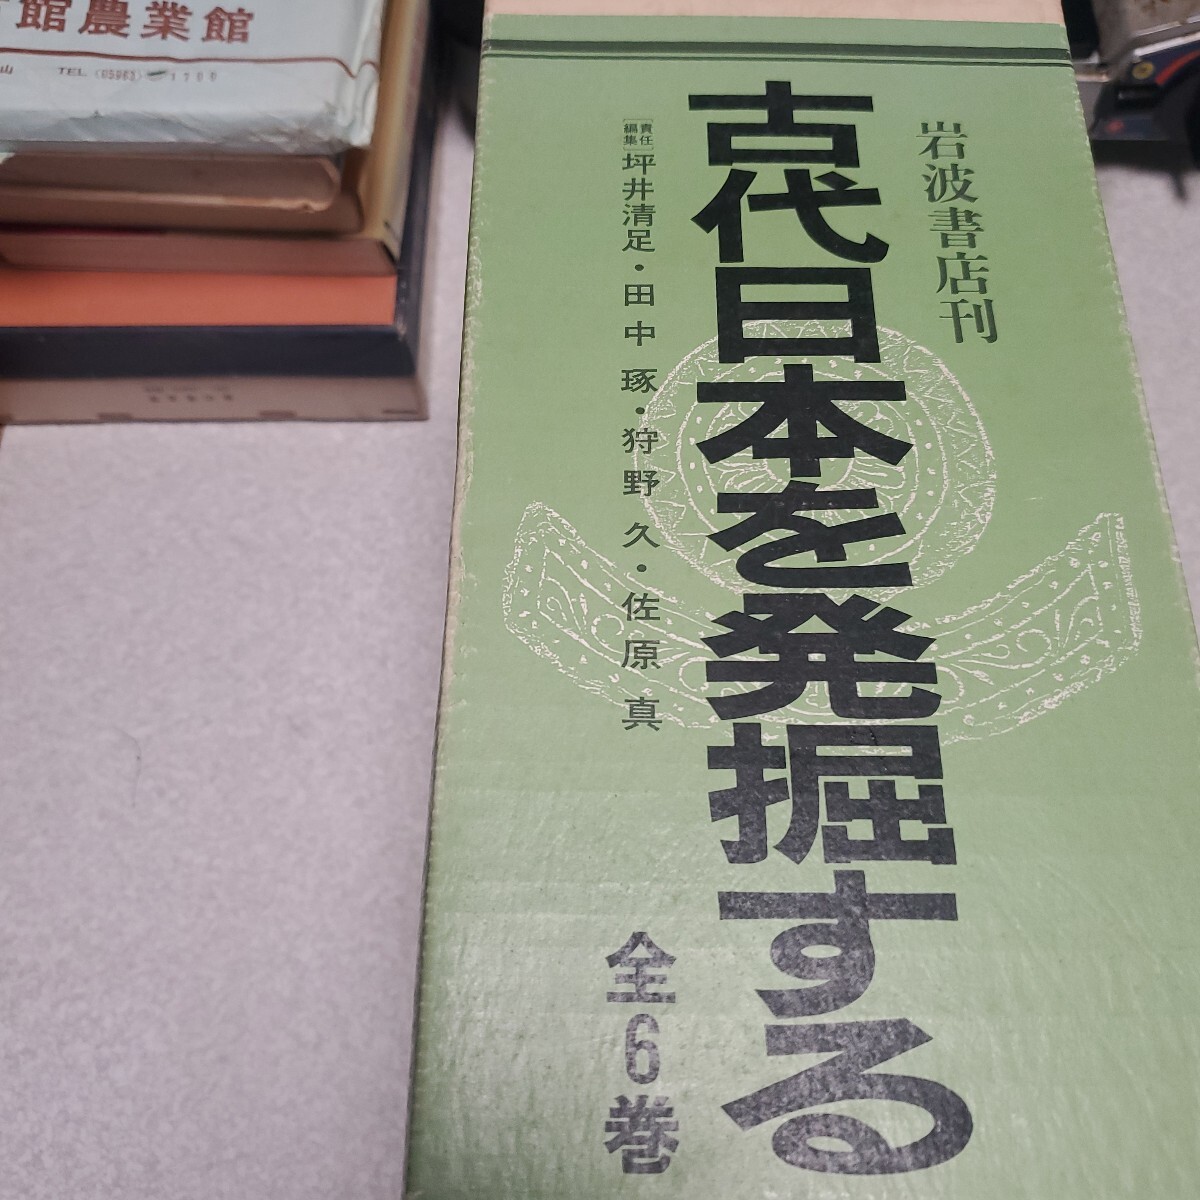 岩波書店刊
古代日本を発掘する
[責任編集]坪井清足・田中 琢・狩野 久・佐原 真
全6巻
館農業館
山 TEL